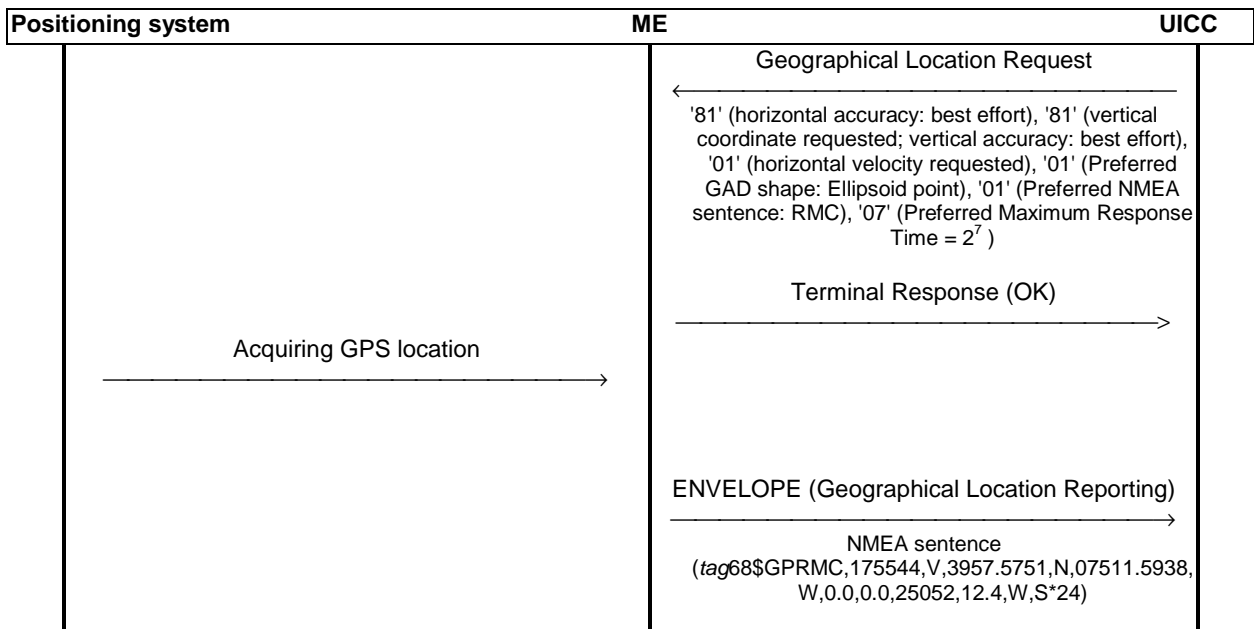 Positioning system ME UICC
Geographical Location Request
'81' (horizontal accuracy: best effort), '81' (vertical
coordinate requested; vertical accuracy: best effort),
'01' (horizontal velocity requested), '01' (Preferred
GAD shape: Ellipsoid point), '01' (Preferred NMEA
sentence: RMC), '07' (Preferred Maximum Response
Time = 2⁷ )
Terminal Response (OK)
Acquiring GPS location
ENVELOPE (Geographical Location Reporting)
NMEA sentence
(tag68$GPRMC,175544,V,3957.5751,N,07511.5938,
W,0.0,0.0,25052,12.4,W,S*24)